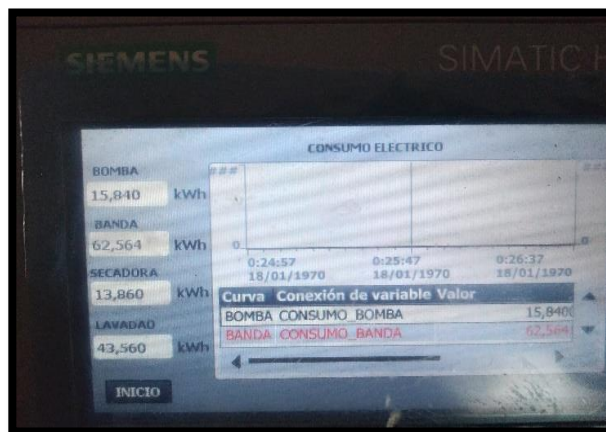 SIEMENS
SIMATIC H
CONSUMO ELECTRICO
BOMBA
15,840 kWh
BANDA
62,564 kWh
SECADORA
13,860 kWh
LAVADAO
43,560 kWh
INICIO
###
###
0
0
0:24:57 0:25:47 0:26:37
18/01/1970 18/01/1970 18/01/1970
Curva Conexión de variable Valor
BOMBA CONSUMO_BOMBA 15,840
BANDA CONSUMO_BANDA 62,564